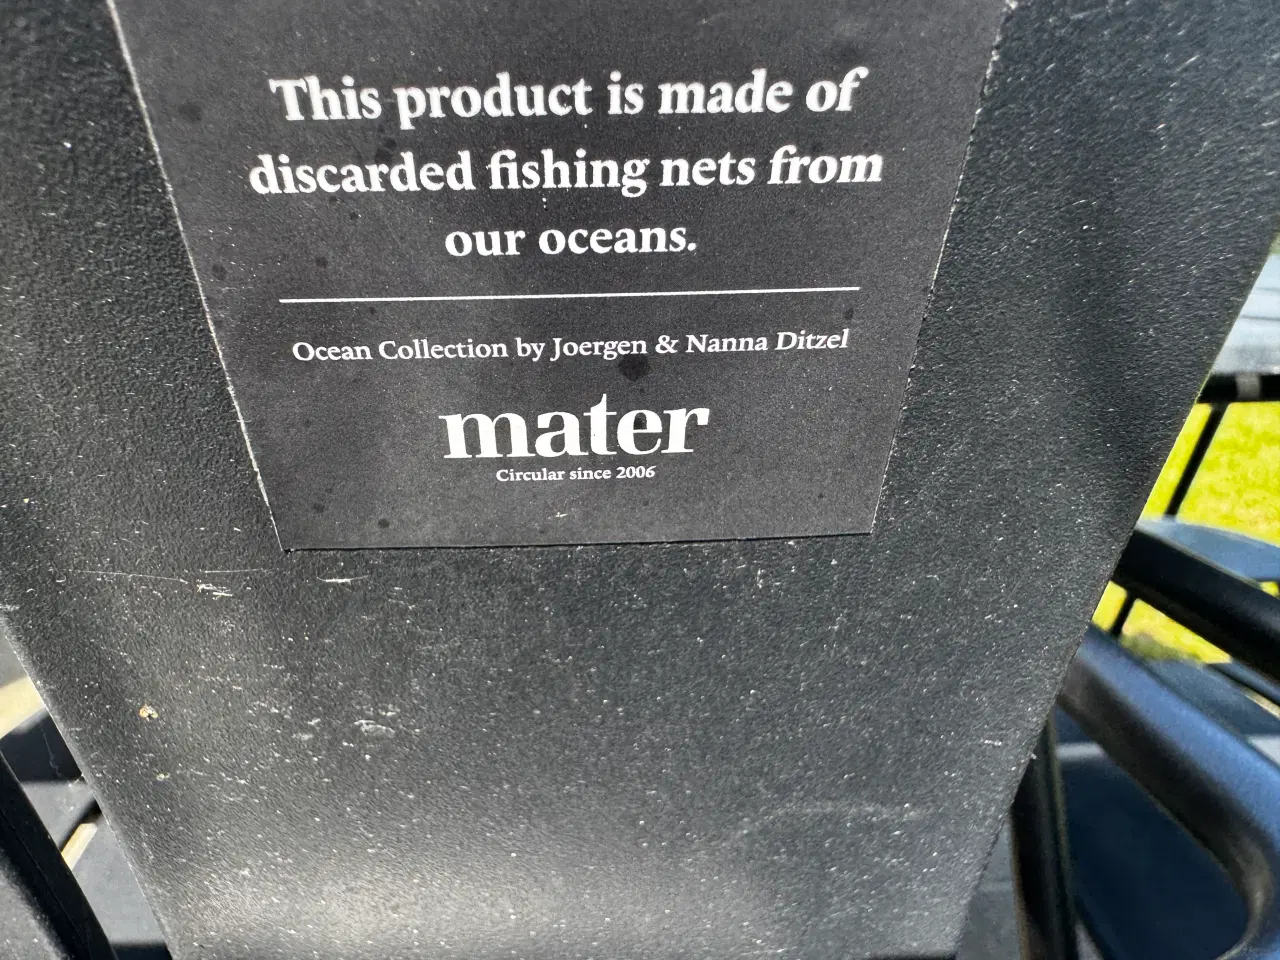 This product is made of
discarded fishing nets from
our oceans.
Ocean Collection by Joergen & Nanna Ditzel
mater
Circular since 2006